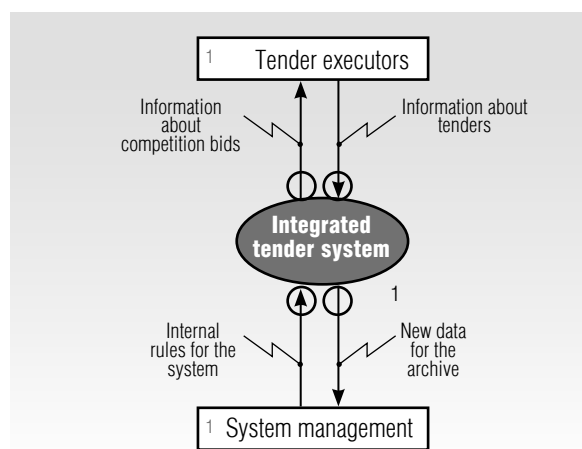 1 Tender executors
Information
about
competition bids
Information about
tenders
Integrated
tender system
1
Internal
rules for the
system
New data
for the
archive
1 System management